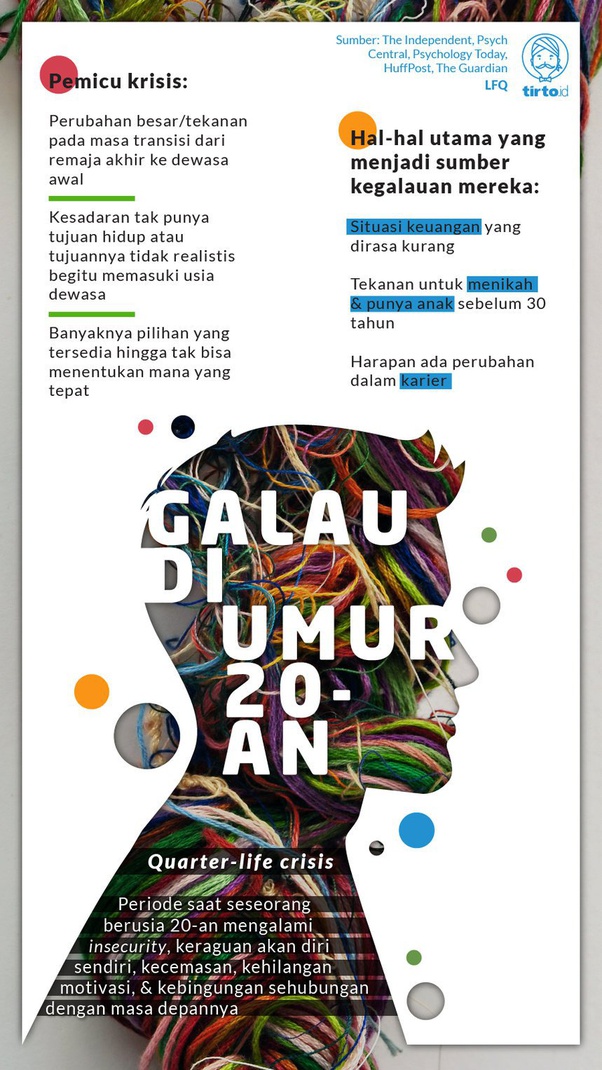 Sumber: The Independent, Psych
Central, Psychology Today,
HuffPost, The Guardian
LFQ
tirto.id
Pemicu krisis:
Perubahan besar/tekanan
pada masa transisi dari
remaja akhir ke dewasa
awal
Kesadaran tak punya
tujuan hidup atau
tujuannya tidak realistis
begitu memasuki usia
dewasa
Banyaknya pilihan yang
tersedia hingga tak bisa
menentukan mana yang
tepat
Hal-hal utama yang
menjadi sumber
kegalauan mereka:
Situasi keuangan yang
dirasa kurang
Tekanan untuk menikah
& punya anak sebelum 30
tahun
Harapan ada perubahan
dalam karier
GALAU
DI
UMUR
20-
AN
Quarter-life crisis
Periode saat seseorang
berusia 20-an mengalami
insecurity, keraguan akan diri
sendiri, kecemasan, kehilangan
motivasi, & kebingungan sehubungan
dengan masa depannya